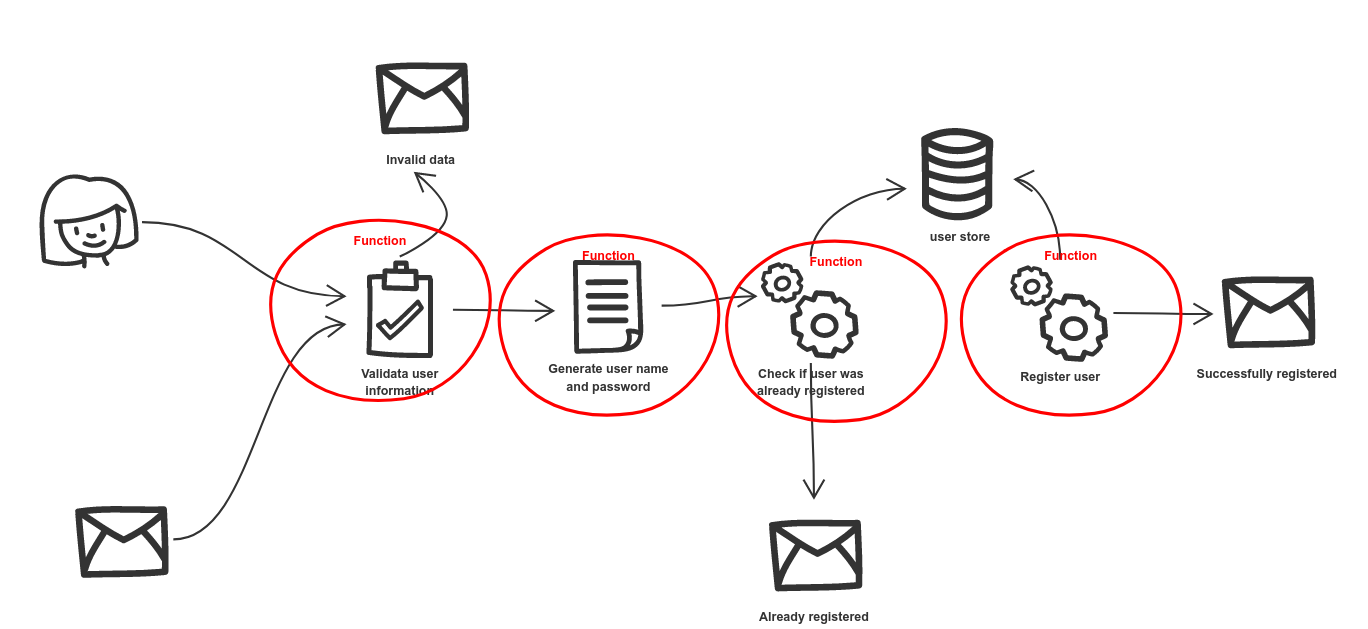 Invalid data
user store
Function
Function
Function
Function
Validata user
information
Generate user name
and password
Check if user was
already registered
Register user
Successfully registered
Already registered